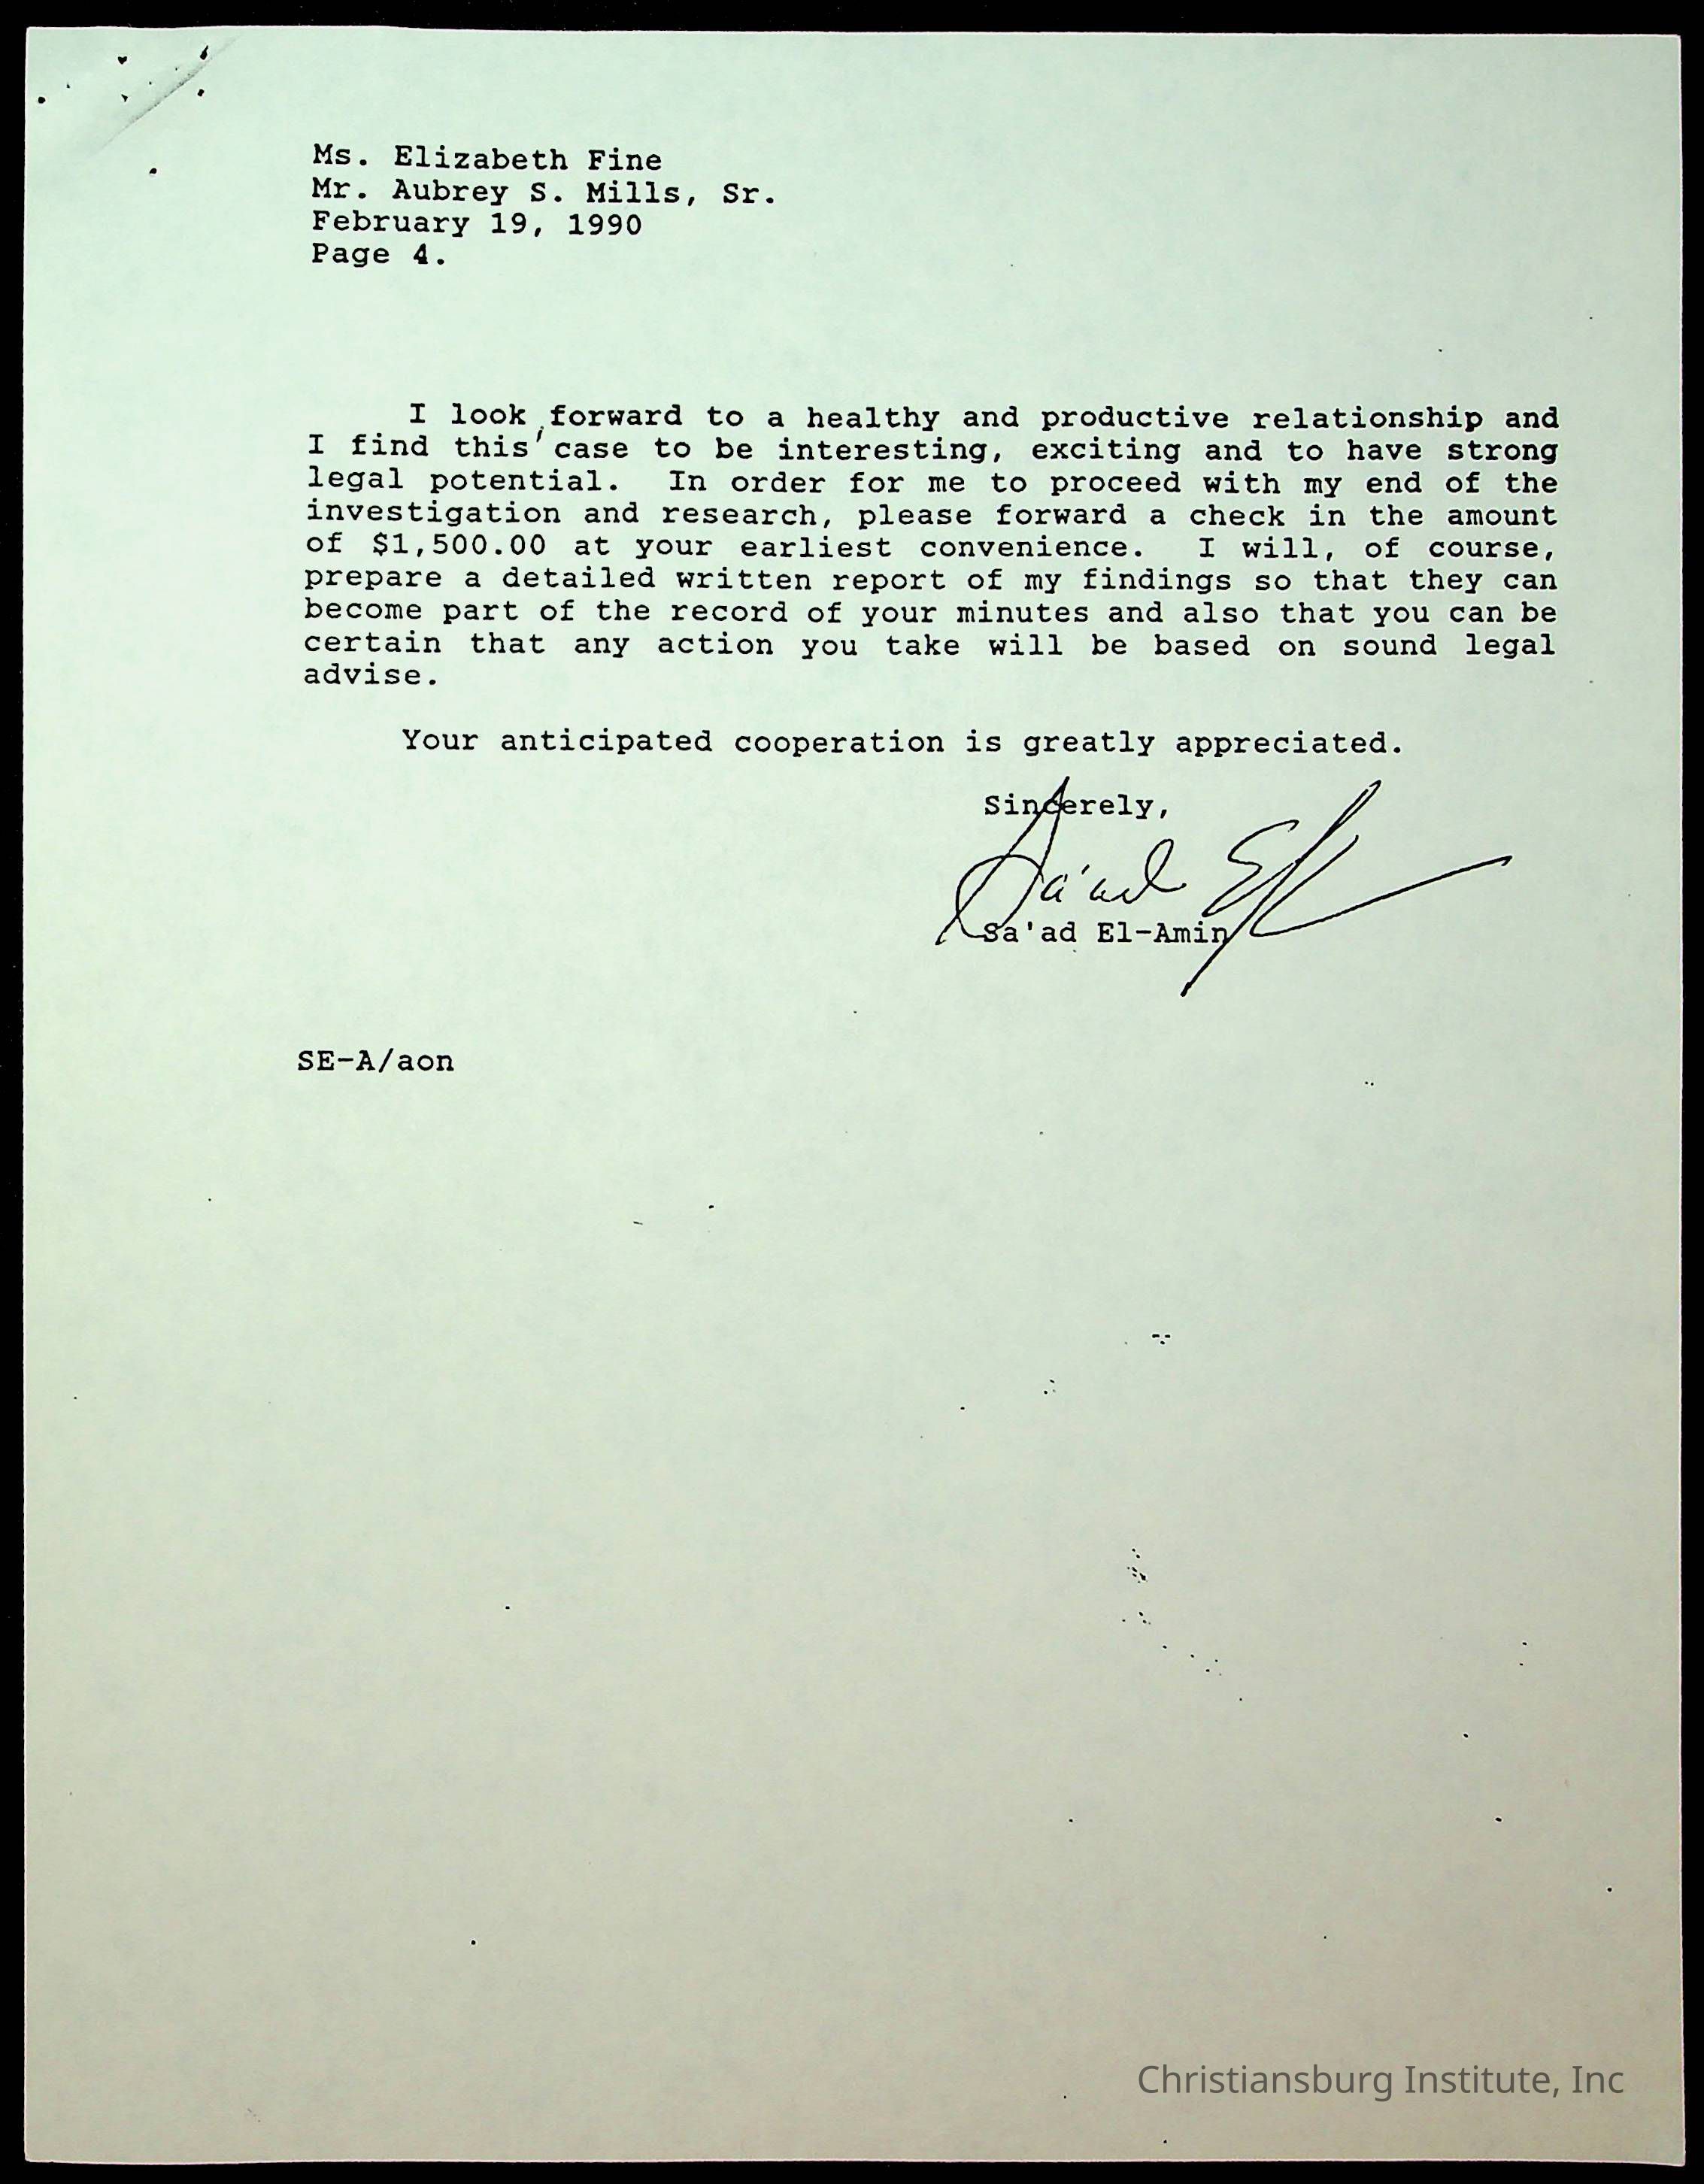 Ms. Elizabeth Fine
Mr. Aubrey S. Mills, Sr.
February 19, 1990
Page 4.
I look forward to a healthy and productive relationship and
I find this case to be interesting, exciting and to have strong
legal potential. In order for me to proceed with my end of the
investigation and research, please forward a check in the amount
of $1,500.00 at your earliest convenience. I will, of course,
prepare a detailed written report of my findings so that they can
become part of the record of your minutes and also that you can be
certain that any action you take will be based on sound legal
advise.
Your anticipated cooperation is greatly appreciated.
Sincerely,
Sa'ad El-Amin
SE-A/aon
Christiansburg Institute, Inc